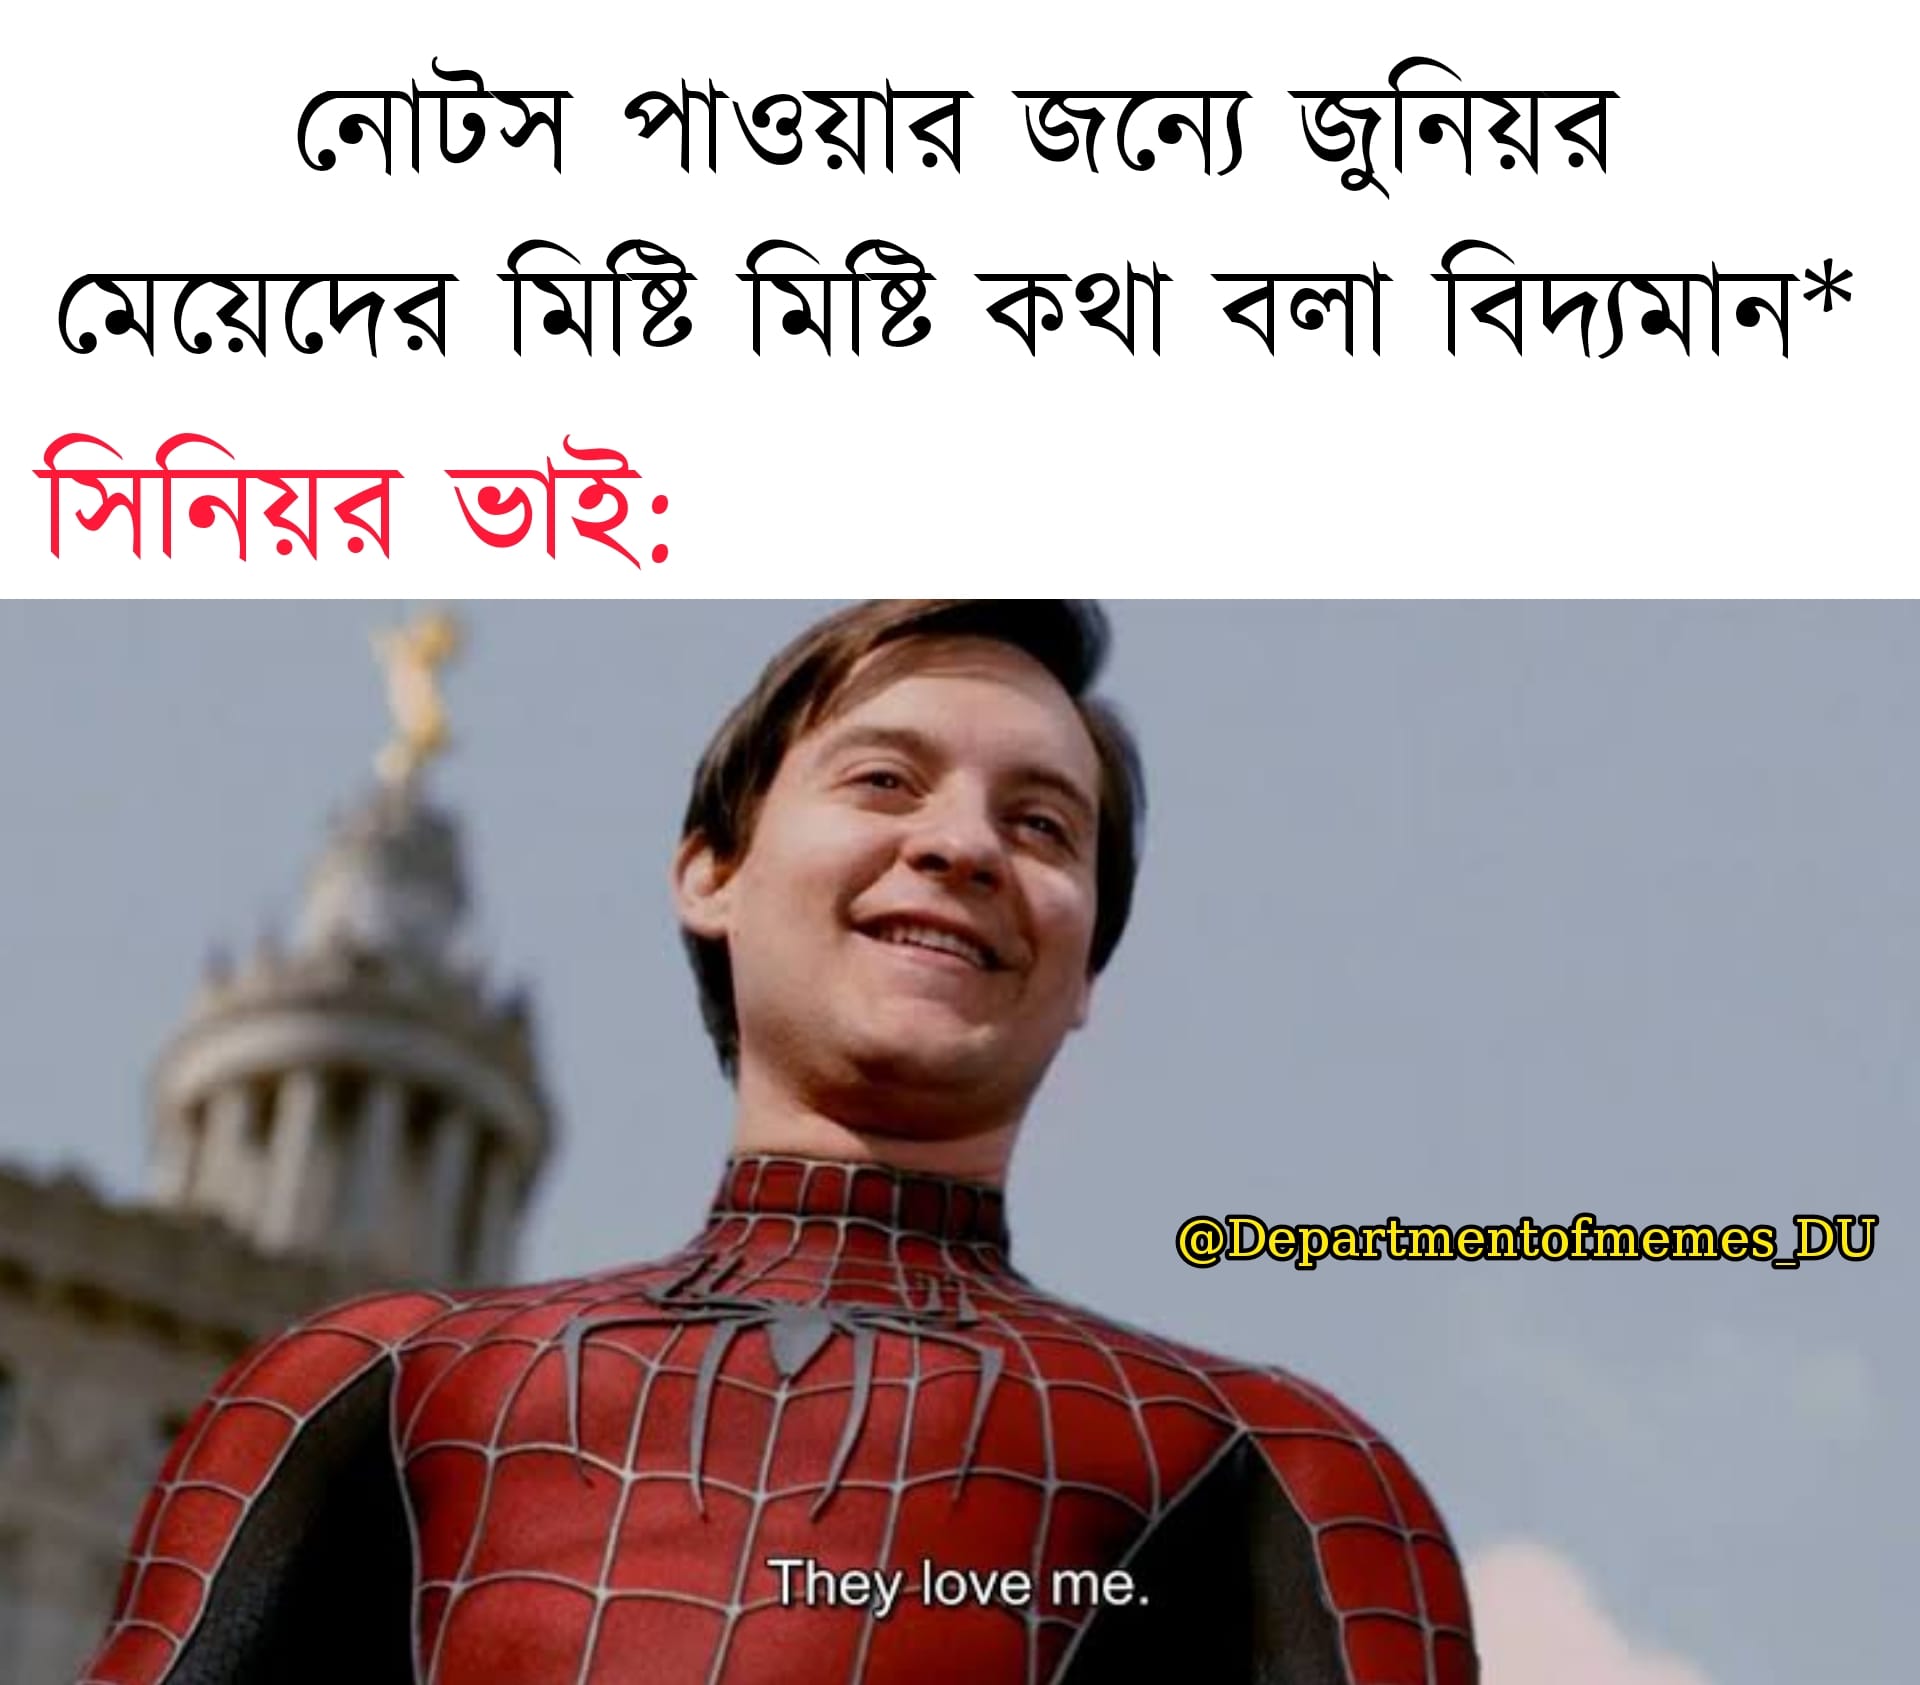 নোটস পাওয়ার জন্যে জুনিয়র
মেয়েদের মিষ্টি মিষ্টি কথা বলা বিদ্যমান*
সিনিয়র ভাই:
@Departmentofmemes_DU
They love me.